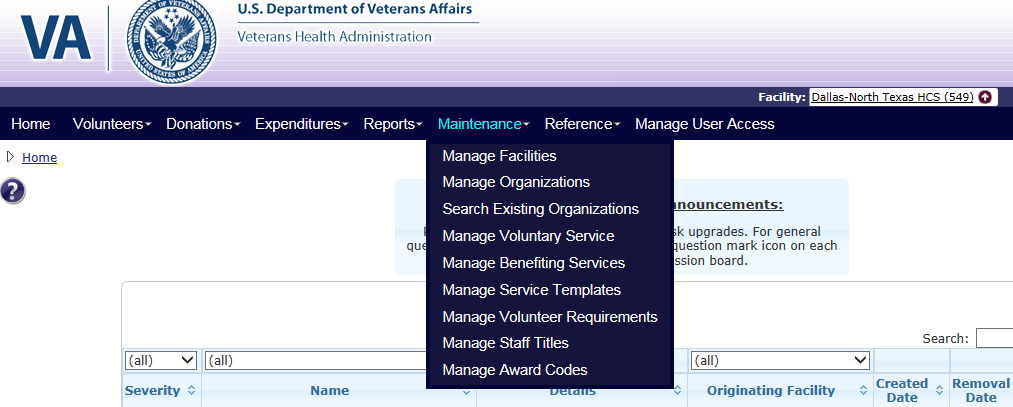 VA
U.S. Department of Veterans Affairs
Veterans Health Administration
Facility: Dallas-North Texas HCS (549)
Home Volunteers Donations Expenditures Reports Maintenance Reference Manage User Access
Home
Manage Facilities
Manage Organizations
Search Existing Organizations
Manage Voluntary Service
Manage Benefiting Services
Manage Service Templates
Manage Volunteer Requirements
Manage Staff Titles
Manage Award Codes
?
nnouncements:
sk upgrades. For general
que question mark icon on each
ssion board.
Search:
(all) (all) (all)
Severity Name Details Originating Facility Created Date Removal Date